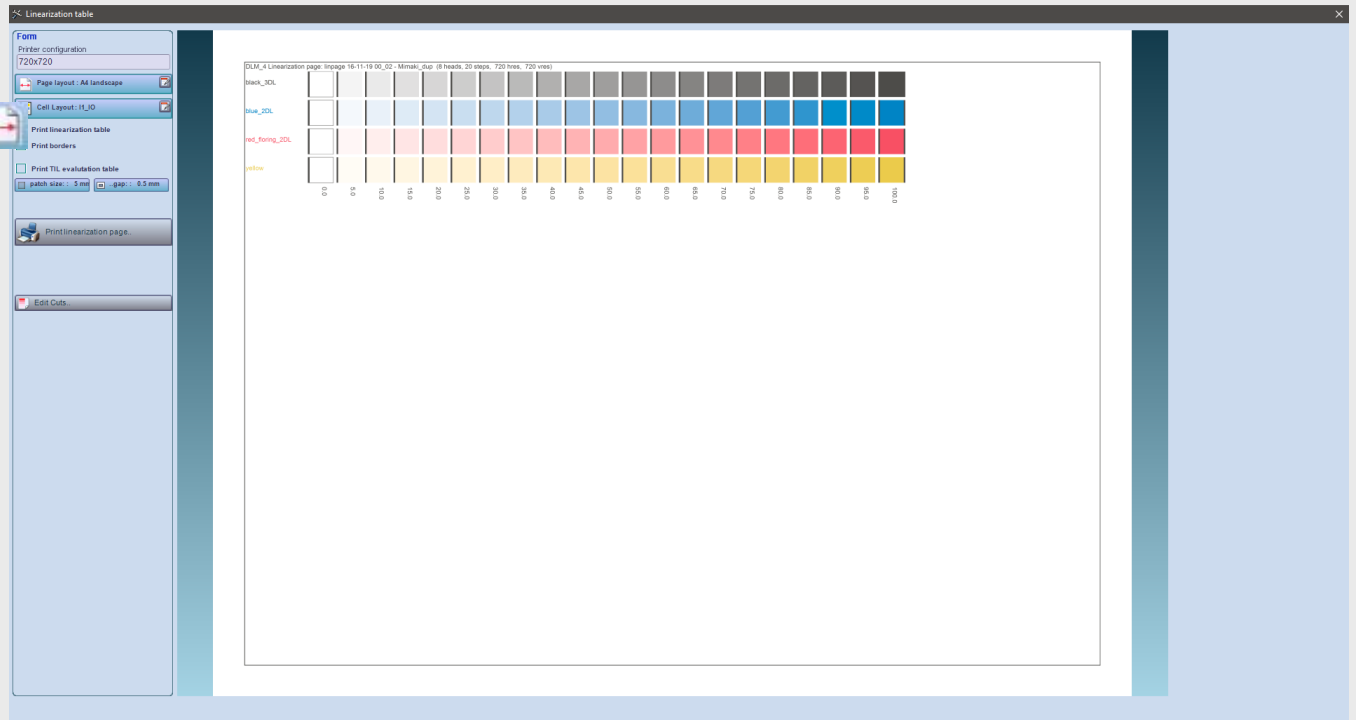 Linearization table
Form
Printer configuration
720x720
Page layout : A4 landscape
Cell Layout : I1_IO
Print linearization table
Print borders
Print TIL evalutation table
patch size: : 5 mm ...gap: : 0.5 mm
Print linearization page..
Edit Cuts..
DLM_4 Linearization page: linpage 16-11-19 00_02 - Mimaki_dup (8 heads, 20 steps, 720 hres, 720 vres)
black_3DL
blue_2DL
red_floring_2DL
yellow
0.0 5.0 10.0 15.0 20.0 25.0 30.0 35.0 40.0 45.0 50.0 55.0 60.0 65.0 70.0 75.0 80.0 85.0 90.0 95.0 100.0